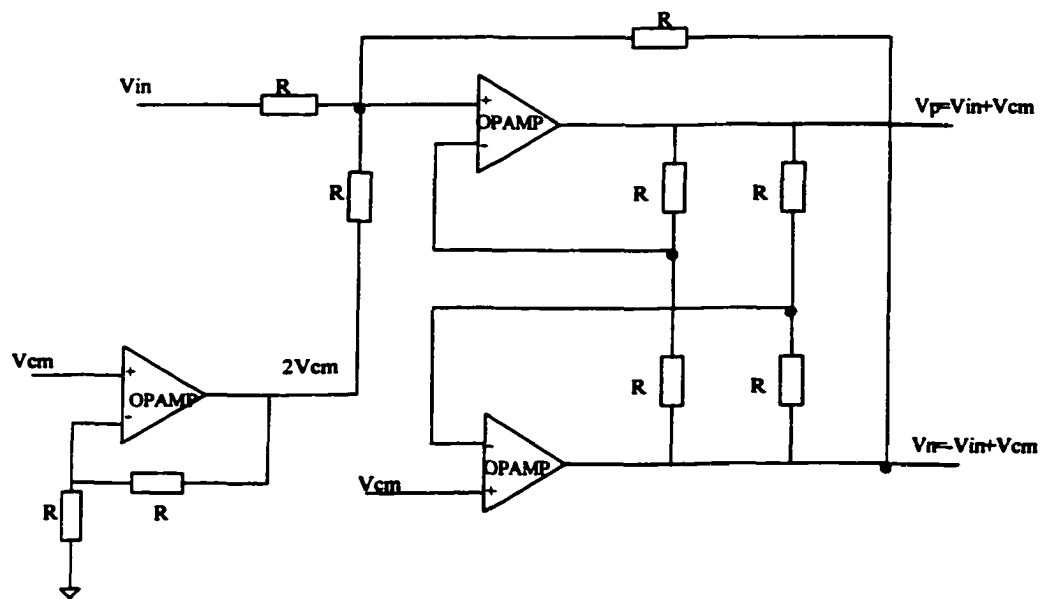 R
Vin
R
OPAMP
+
-
Vp=Vin+Vcm
R
R
R
Vcm
+
OPAMP
-
2Vcm
R
R
-
OPAMP
+
Vn=-Vin+Vcm
Vcm
R
R